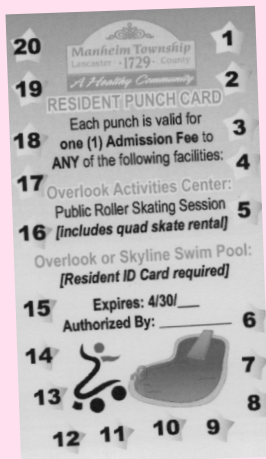 20
1
Manheim Township
Lancaster · 1729 · County
A Healthy Community
19
2
RESIDENT PUNCH CARD
Each punch is valid for
18
one (1) Admission Fee to
3
ANY of the following facilities:
4
17
Overlook Activities Center:
Public Roller Skating Session
5
16
[includes quad skate rental]
Overlook or Skyline Swim Pool:
[Resident ID Card required]
15
Expires: 4/30/___
Authorized By: __________
6
14
7
13
8
12
11
10
9